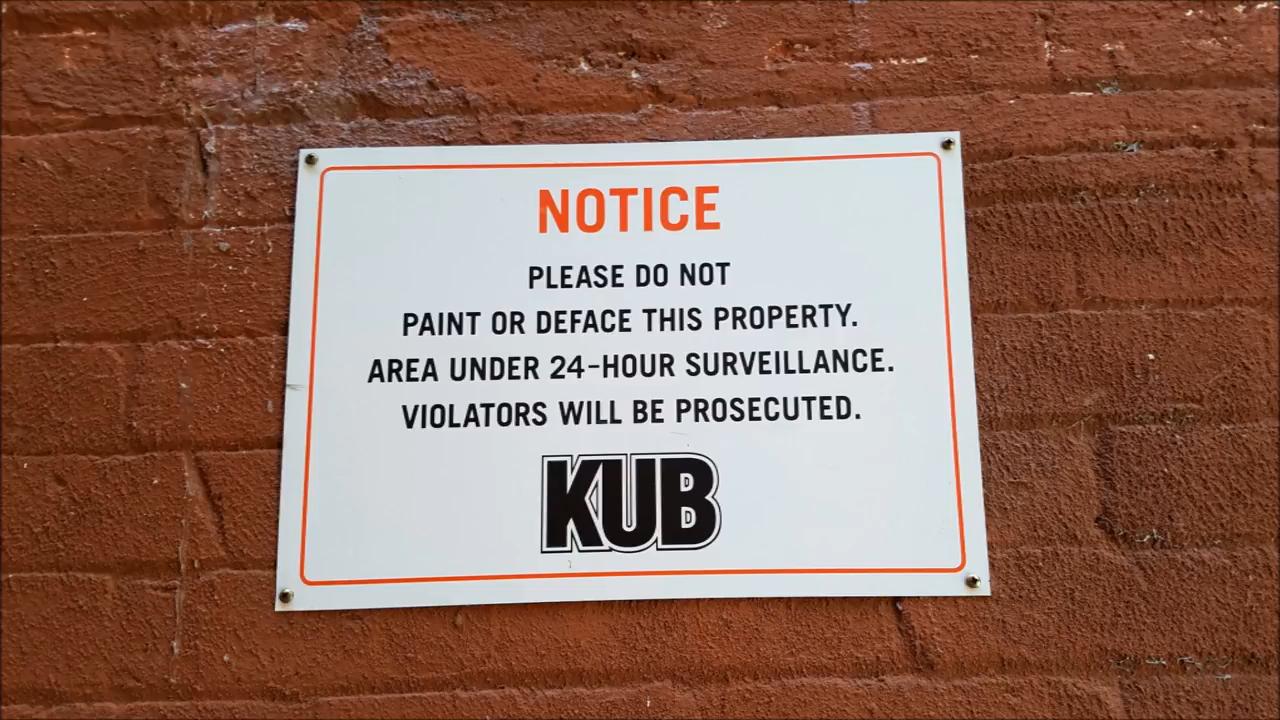 NOTICE
PLEASE DO NOT
PAINT OR DEFACE THIS PROPERTY.
AREA UNDER 24-HOUR SURVEILLANCE.
VIOLATORS WILL BE PROSECUTED.
KUB